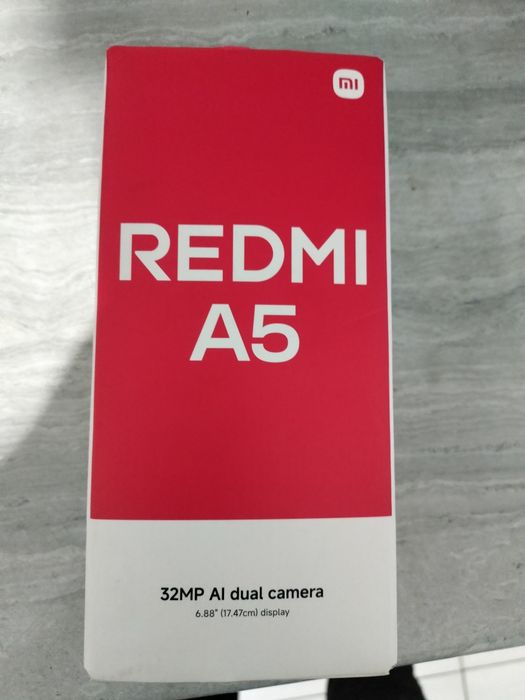 mi
REDMI
A5
32MP AI dual camera
6.88" (17.47cm) display